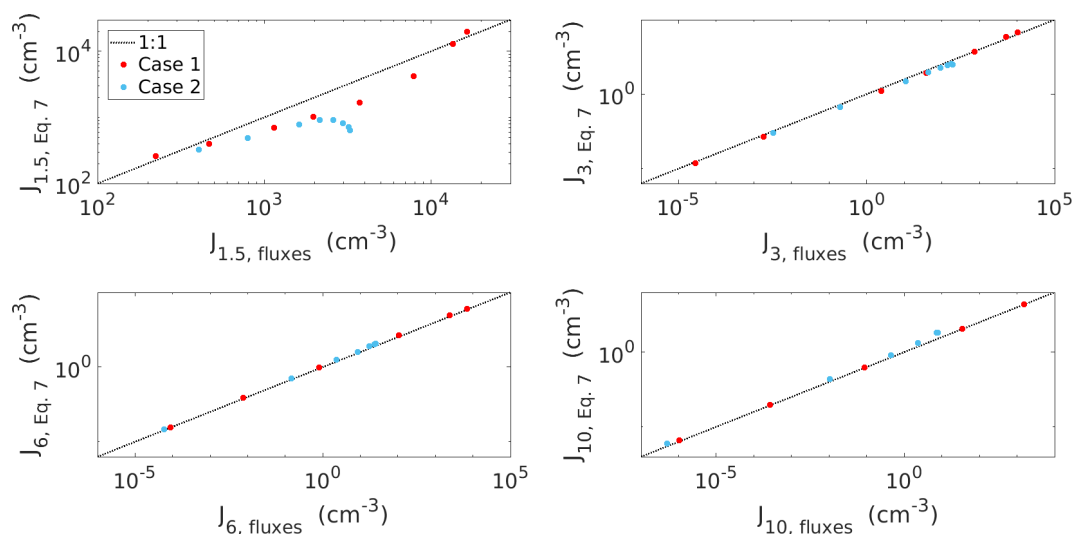 J1.5, Eq. 7 (cm-3)
10^4
10^3
10^2
1:1
Case 1
Case 2
10^2 10^3 10^4
J1.5, fluxes (cm-3)
J3, Eq. 7 (cm-3)
10^0
10^-5 10^0 10^5
J3, fluxes (cm-3)
J6, Eq. 7 (cm-3)
10^0
10^-5 10^0 10^5
J6, fluxes (cm-3)
J10, Eq. 7 (cm-3)
10^0
10^-5 10^0
J10, fluxes (cm-3)